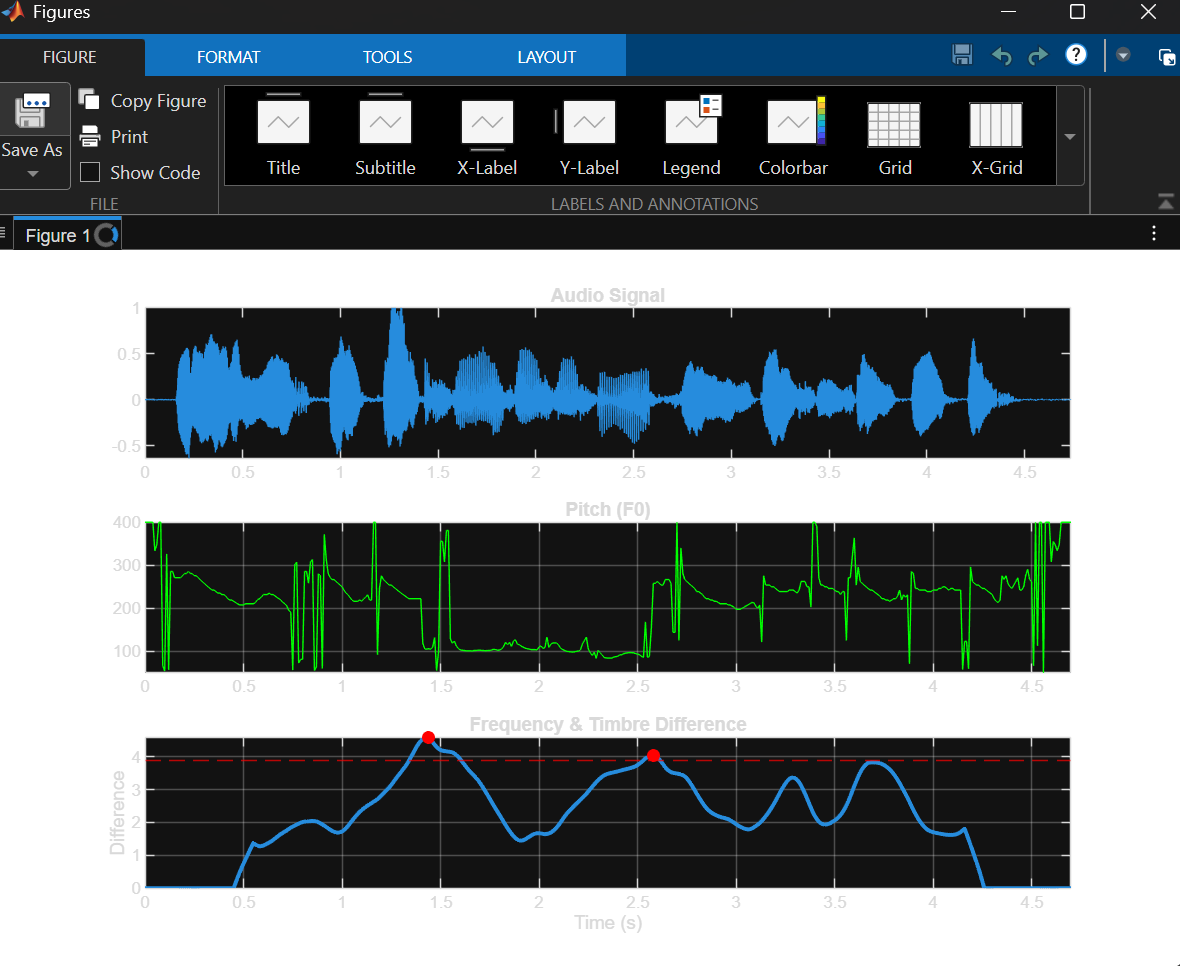 Figures
FIGURE FORMAT TOOLS LAYOUT ?
Save As
Copy Figure
Print
Show Code
FILE
Title Subtitle X-Label Y-Label Legend Colorbar Grid X-Grid
LABELS AND ANNOTATIONS
Figure 1
Audio Signal
1
0.5
0
-0.5
0 0.5 1 1.5 2 2.5 3 3.5 4 4.5
Pitch (F0)
400
300
200
100
0 0.5 1 1.5 2 2.5 3 3.5 4 4.5
Frequency & Timbre Difference
Difference
4
3
2
1
0
0 0.5 1 1.5 2 2.5 3 3.5 4 4.5
Time (s)